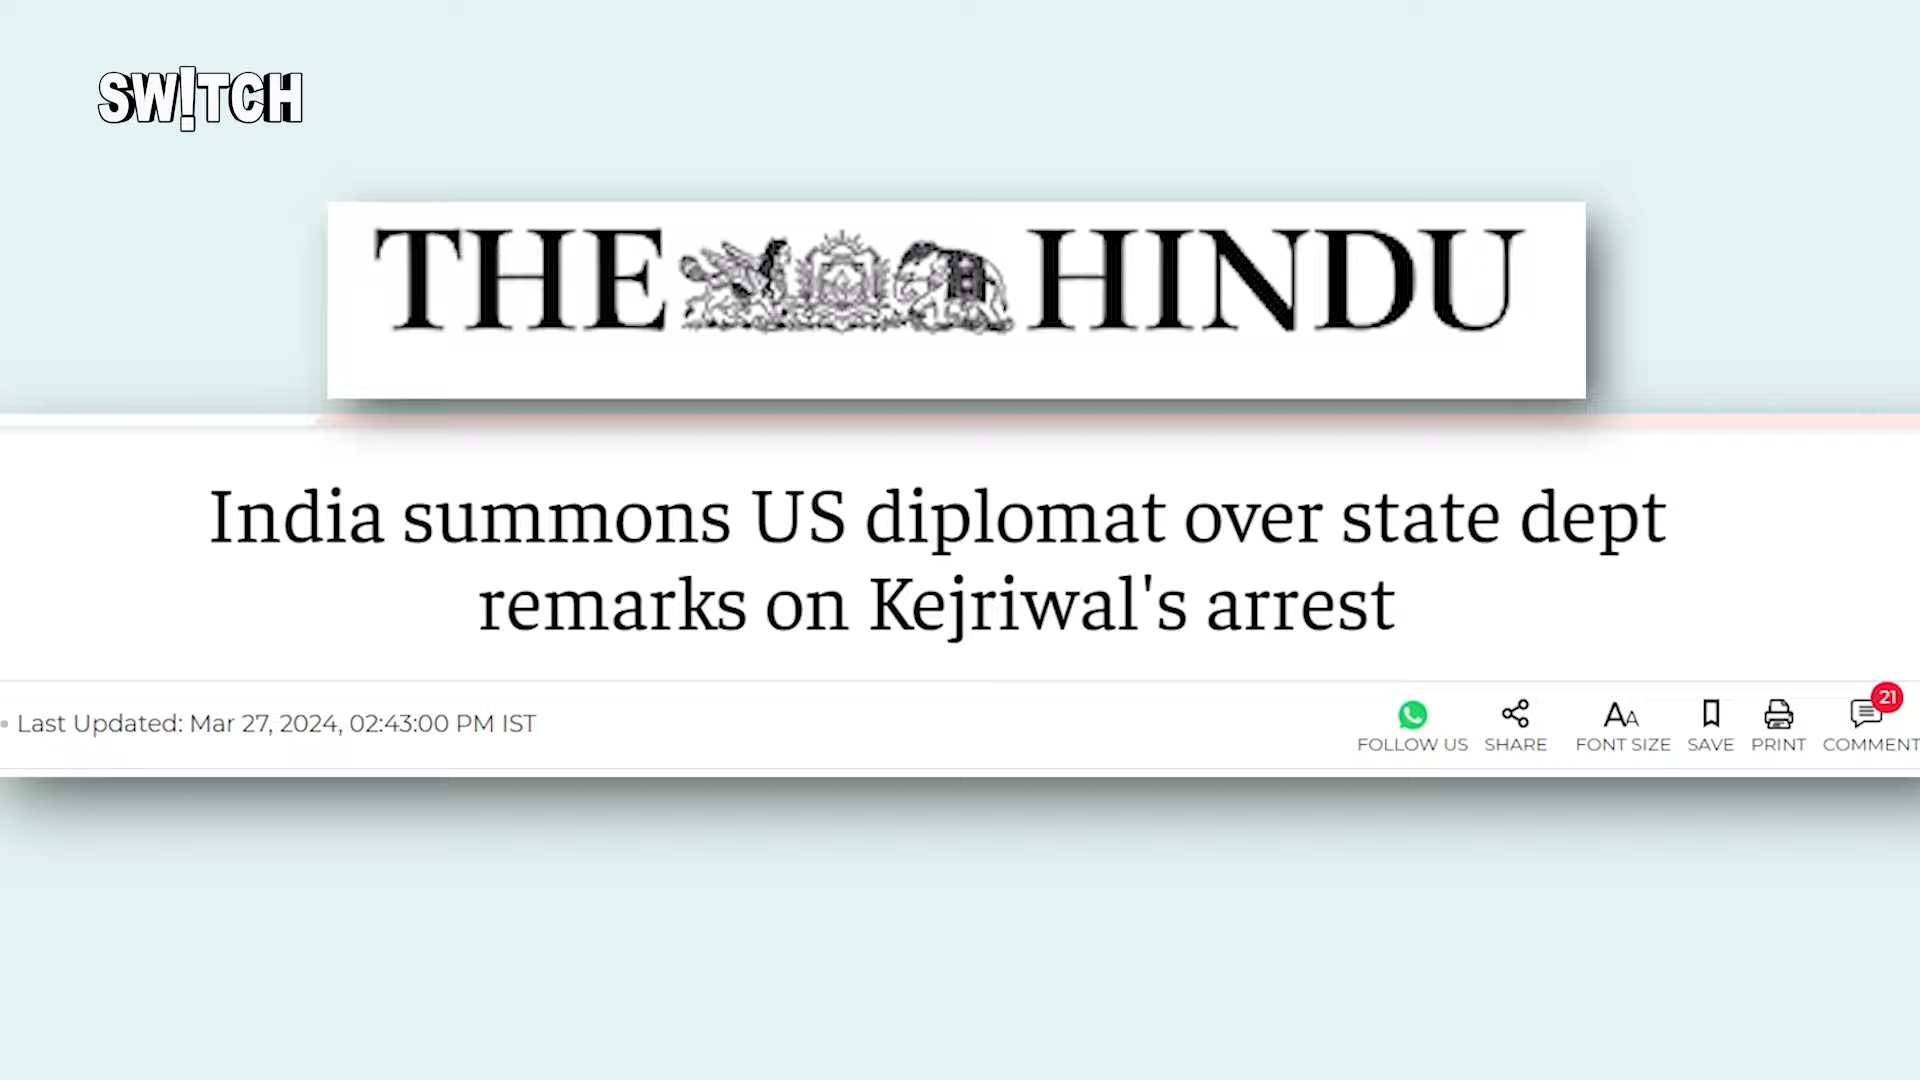 SW!TCH
THE HINDU
India summons US diplomat over state dept
remarks on Kejriwal's arrest
Last Updated: Mar 27, 2024, 02:43:00 PM IST
21
FOLLOW US SHARE FONT SIZE SAVE PRINT COMMENT